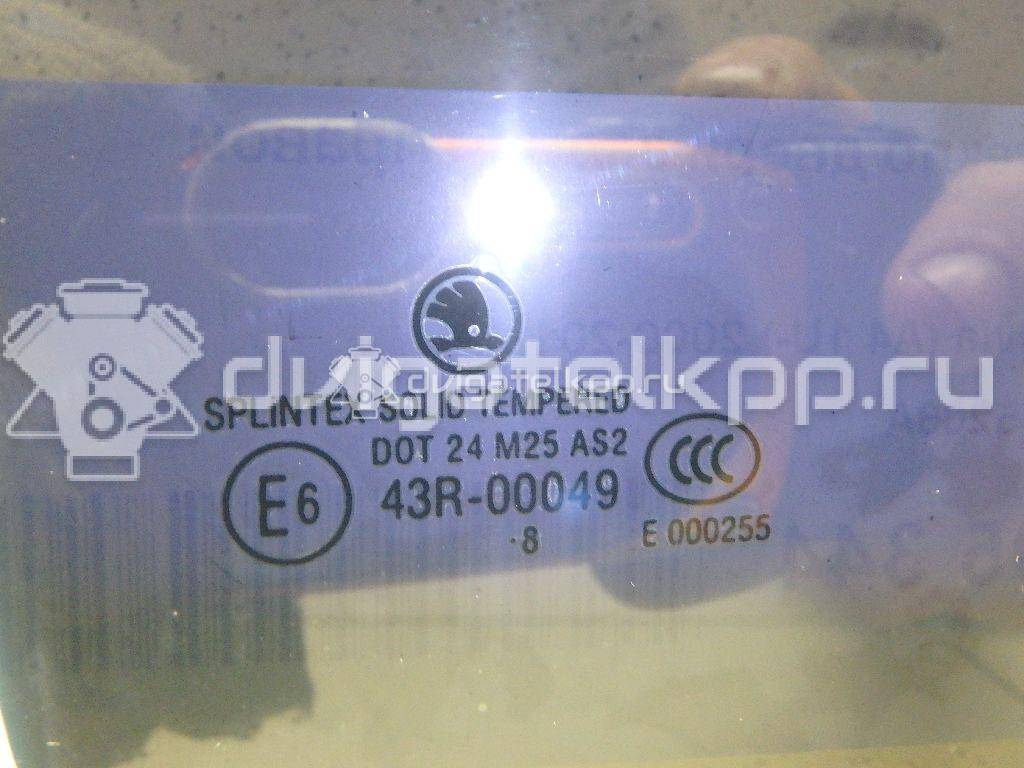 dvigatelkpp.ru
dvigatelkpp.ru
SPLINTEX SOLID TEMPERED
DOT 24 M25 AS2
E6 43R-00049 CCC
.8 E 000255